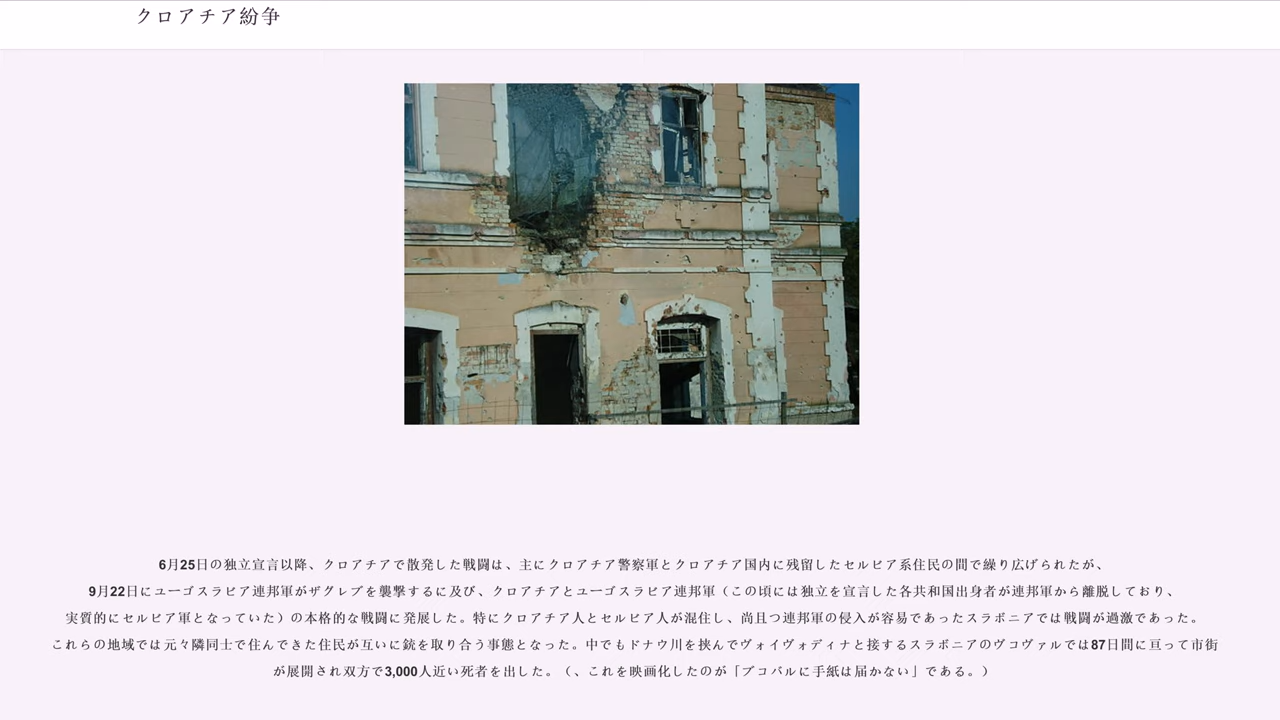 クロアチア紛争
6月25日の独立宣言以降、クロアチアで散発した戦闘は、主にクロアチア警察軍とクロアチア国内に残留したセルビア系住民の間で繰り広げられたが、
9月22日にユーゴスラビア連邦軍がザグレブを襲撃するに及び、クロアチアとユーゴスラビア連邦軍（この頃には独立を宣言した各共和国出身者が連邦軍から離脱しており、
実質的にセルビア軍となっていた）の本格的な戦闘に発展した。特にクロアチア人とセルビア人が混住し、尚且つ連邦軍の侵入が容易であったスラボニアでは戦闘が過激であった。
これらの地域では元々隣同士で住んできた住民が互いに銃を取り合う事態となった。中でもドナウ川を挟んでヴォイヴォディナと接するスラボニアのヴコヴァルでは87日間に亘って市街
が展開され双方で3,000人近い死者を出した。（、これを映画化したのが「ブコバルに手紙は届かない」である。）